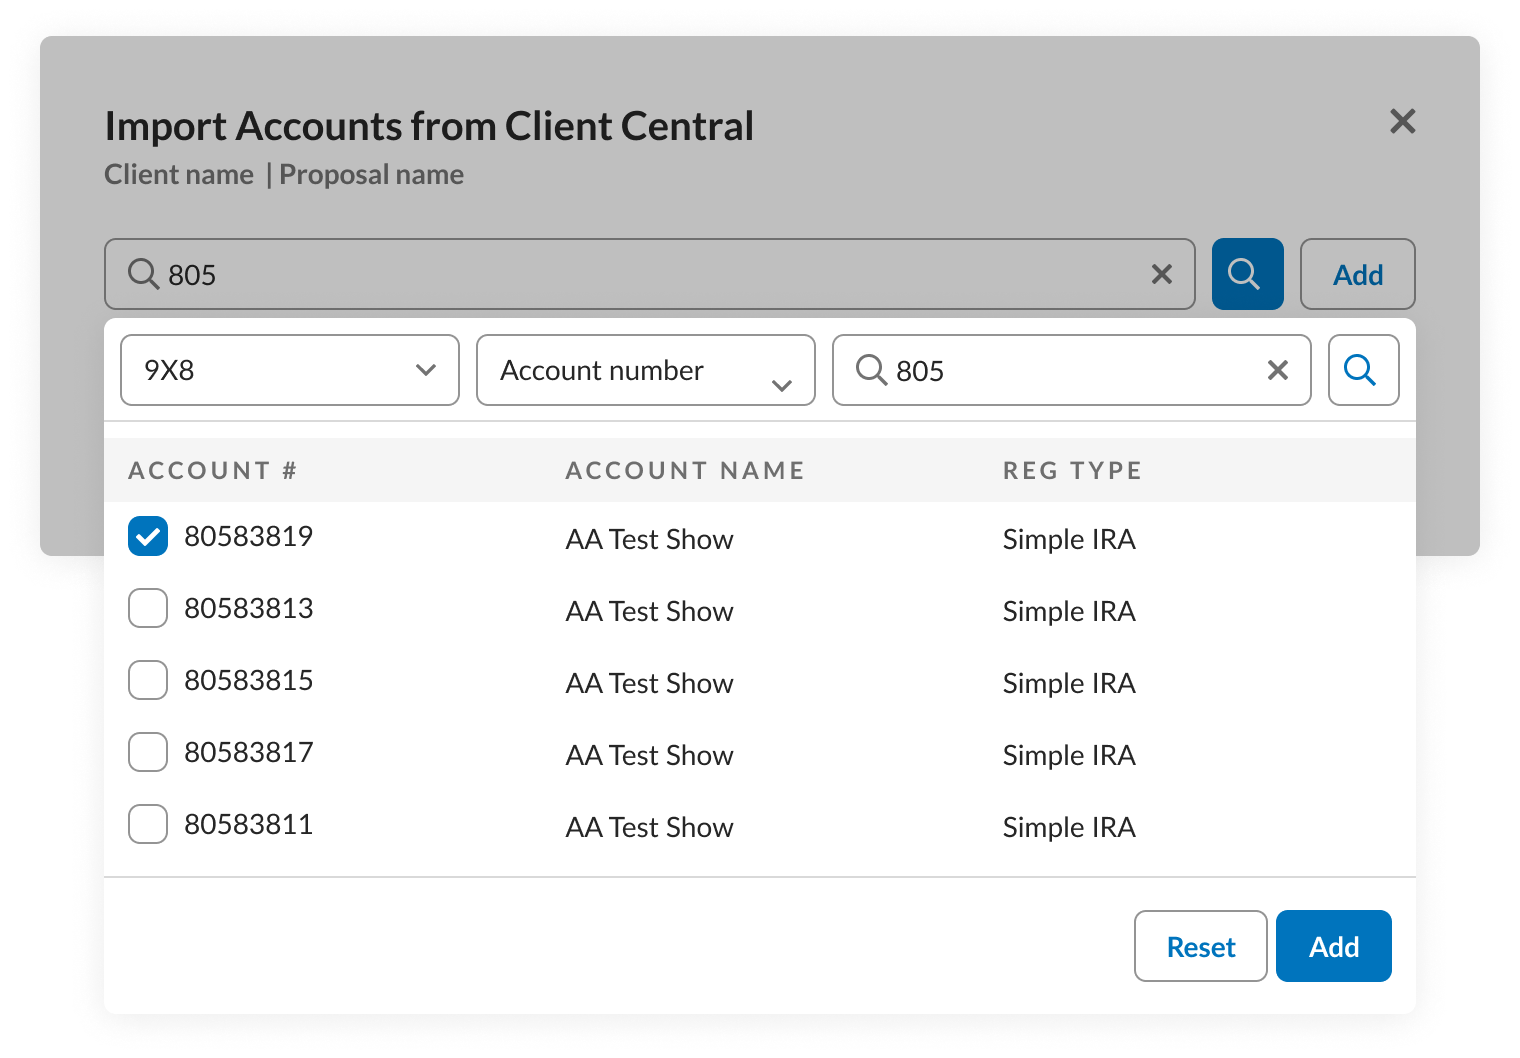 Import Accounts from Client Central
Client name | Proposal name
805
Add
9X8
Account number
805
ACCOUNT #
ACCOUNT NAME
REG TYPE
80583819
AA Test Show
Simple IRA
80583813
AA Test Show
Simple IRA
80583815
AA Test Show
Simple IRA
80583817
AA Test Show
Simple IRA
80583811
AA Test Show
Simple IRA
Reset
Add